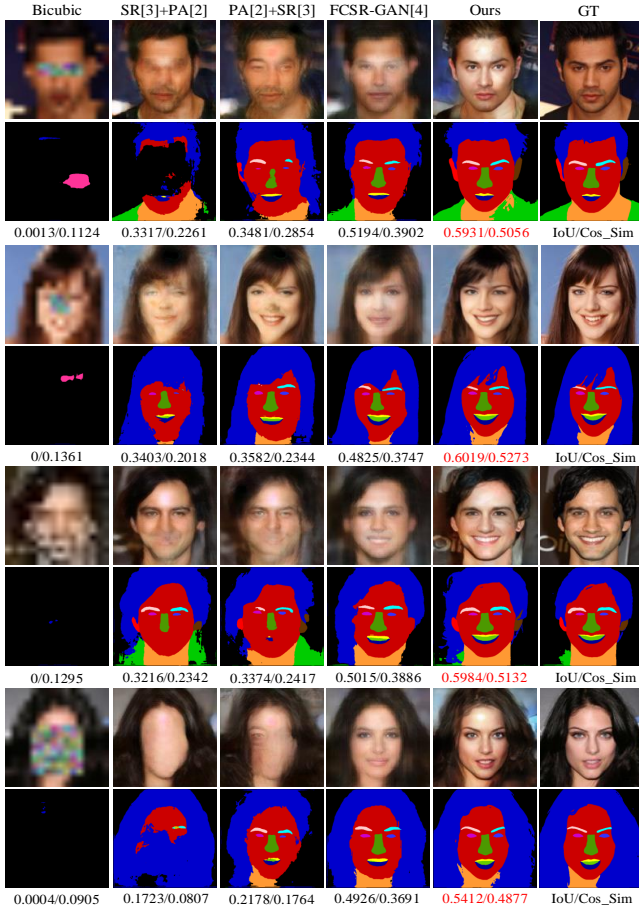 Bicubic SR[3]+PA[2] PA[2]+SR[3] FCSR-GAN[4] Ours GT
0.0013/0.1124 0.3317/0.2261 0.3481/0.2854 0.5194/0.3902 0.5931/0.5056 IoU/Cos_Sim
0/0.1361 0.3403/0.2018 0.3582/0.2344 0.4825/0.3747 0.6019/0.5273 IoU/Cos_Sim
0/0.1295 0.3216/0.2342 0.3374/0.2417 0.5015/0.3886 0.5984/0.5132 IoU/Cos_Sim
0.0004/0.0905 0.1723/0.0807 0.2178/0.1764 0.4926/0.3691 0.5412/0.4877 IoU/Cos_Sim